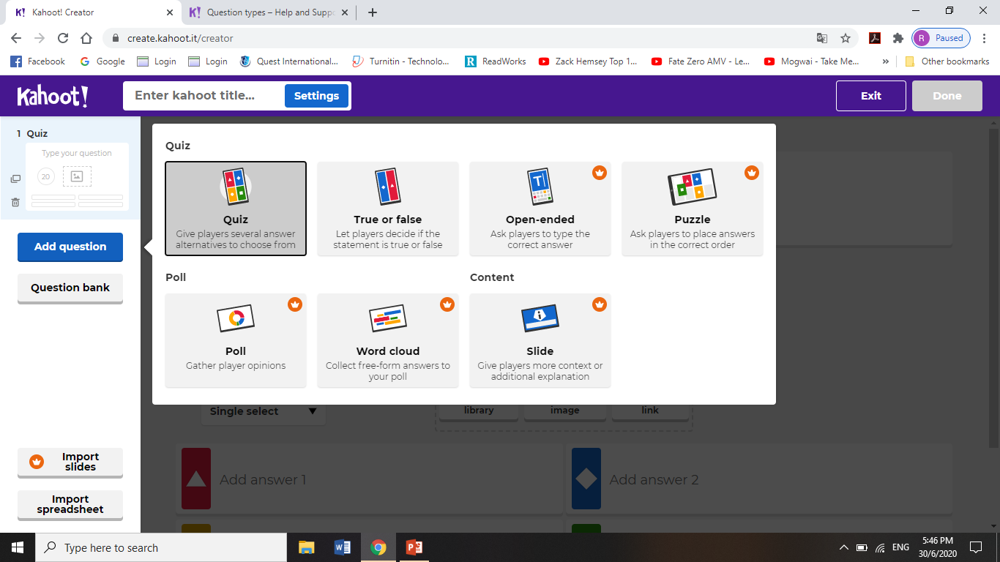 Kahoot! Creator
Question types – Help and Suppo
create.kahoot.it/creator
R Paused
Facebook
Google
Login
Login
Quest International...
Turnitin - Technolo...
ReadWorks
Zack Hemsey Top 1...
Fate Zero AMV - Le...
Mogwai - Take Me...
»
Other bookmarks
Kahoot!
Enter kahoot title...
Settings
Exit
Done
1 Quiz
Type your question
20
Add question
Question bank
Import
slides
Import
spreadsheet
Quiz
Quiz
Give players several answer
alternatives to choose from
True or false
Let players decide if the
statement is true or false
Open-ended
Ask players to type the
correct answer
Puzzle
Ask players to place answers
in the correct order
Poll
Poll
Gather player opinions
Word cloud
Collect free-form answers to
your poll
Content
Slide
Give players more context or
additional explanation
Single select
library
image
link
Add answer 1
Add answer 2
Type here to search
ENG
5:46 PM
30/6/2020